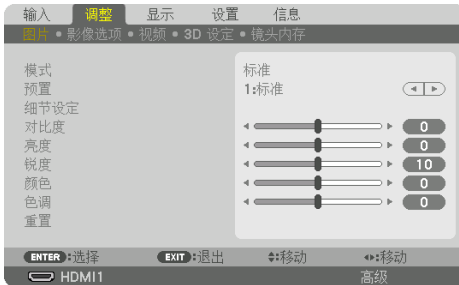 输入 调整 显示 设置 信息
图片 • 影像选项 • 视频 • 3D 设定 • 镜头内存
模式 标准
预置 1:标准
细节设定
对比度 0
亮度 0
锐度 10
颜色 0
色调 0
重置
ENTER:选择 EXIT:退出 :移动 :移动
HDMI1 高级